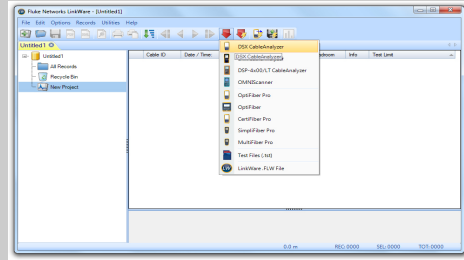 Fluke Networks LinkWare - [Untitled1]
File Edit Options Records Utilities Help
Untitled1
Cable ID Date / Time Headroom Info Test Limit
Untitled1
All Records
Recycle Bin
New Project
DSX CableAnalyzer
DSX CableAnalyzer
DSP-4x00/LT CableAnalyzer
OMNIScanner
OptiFiber Pro
OptiFiber
CertiFiber Pro
SimpliFiber Pro
MultiFiber Pro
Test Files (.tst)
LinkWare .FLW File
0.0 m REC: 0000 SEL: 0000 TOT: 0000